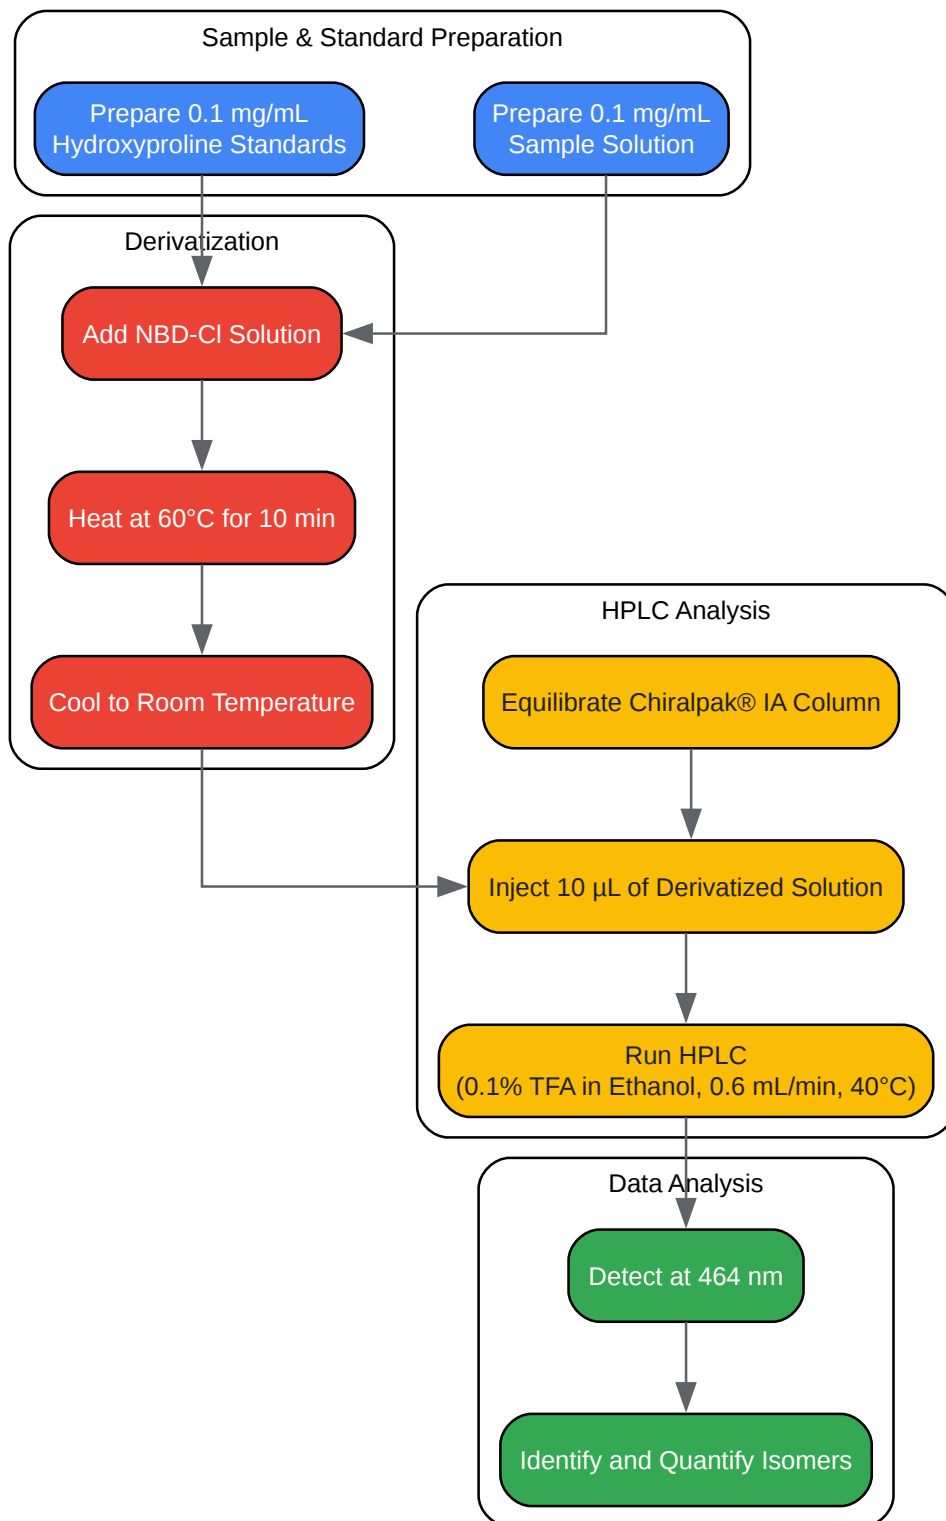 Sample & Standard Preparation
Prepare 0.1 mg/mL
Hydroxyproline Standards
Prepare 0.1 mg/mL
Sample Solution
Derivatization
Add NBD-Cl Solution
Heat at 60°C for 10 min
Cool to Room Temperature
HPLC Analysis
Equilibrate Chiralpak® IA Column
Inject 10 µL of Derivatized Solution
Run HPLC
(0.1% TFA in Ethanol, 0.6 mL/min, 40°C)
Data Analysis
Detect at 464 nm
Identify and Quantify Isomers